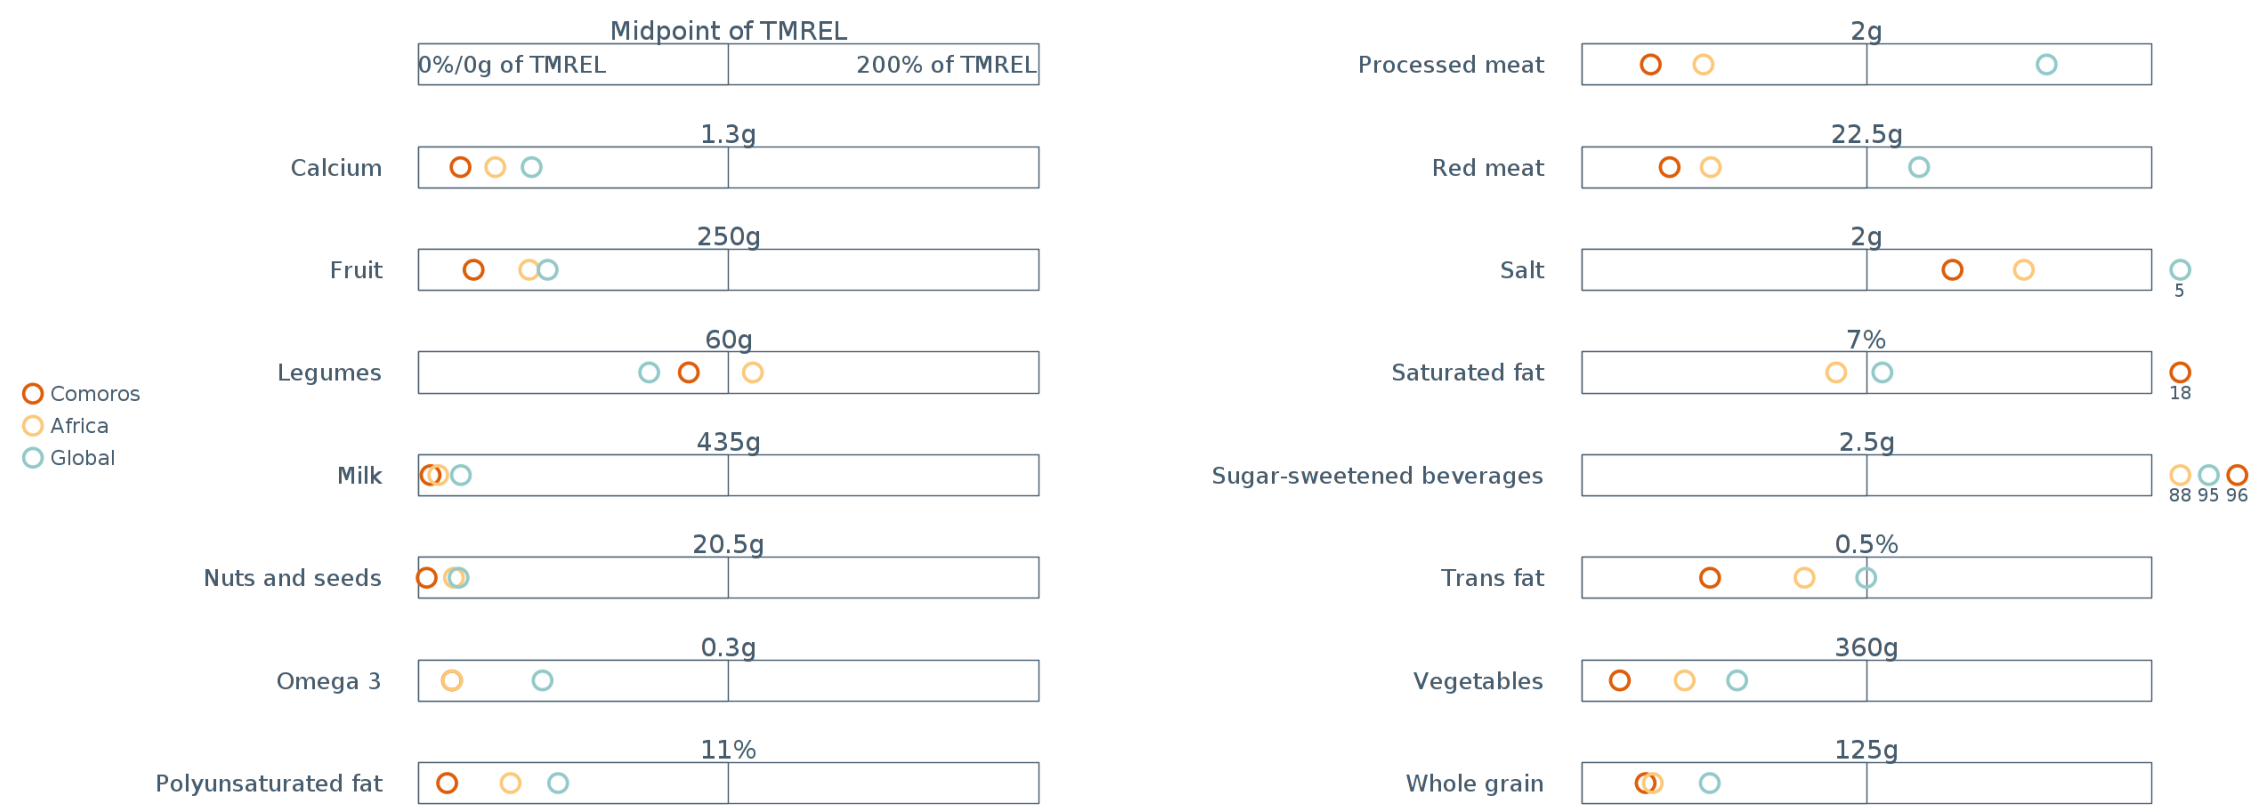 Midpoint of TMREL
0%/0g of TMREL
200% of TMREL
1.3g
Calcium
250g
Fruit
60g
Legumes
435g
Milk
20.5g
Nuts and seeds
0.3g
Omega 3
11%
Polyunsaturated fat
Comoros
Africa
Global
2g
Processed meat
22.5g
Red meat
2g
Salt
5
7%
Saturated fat
18
2.5g
Sugar-sweetened beverages
88 95 96
0.5%
Trans fat
360g
Vegetables
125g
Whole grain